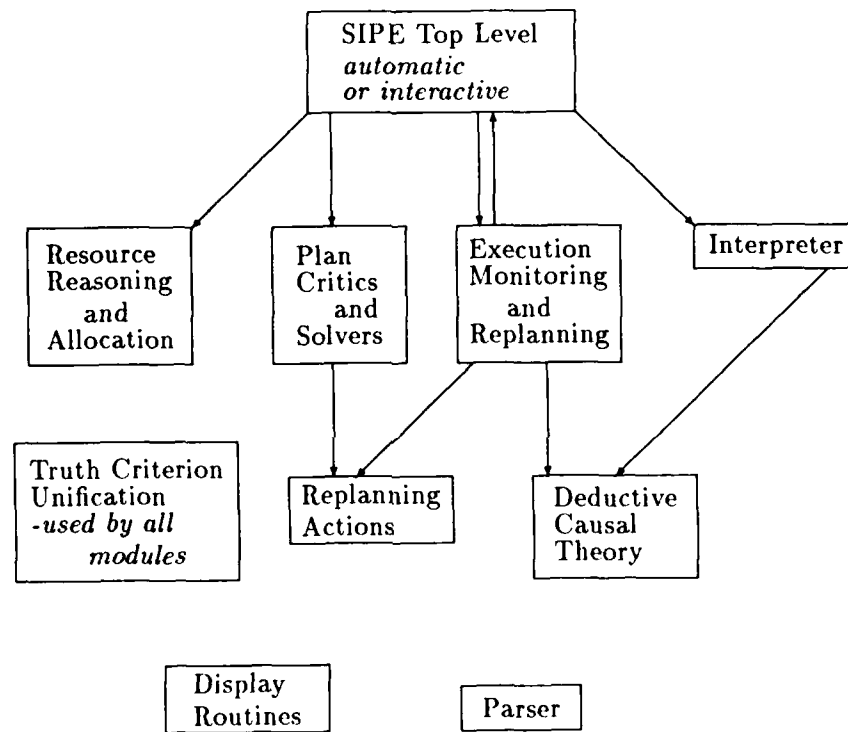 SIPE Top Level
automatic
or interactive
Resource
Reasoning
and
Allocation
Plan
Critics
and
Solvers
Execution
Monitoring
and
Replanning
Interpreter
Truth Criterion
Unification
-used by all
modules
Replanning
Actions
Deductive
Causal
Theory
Display
Routines
Parser